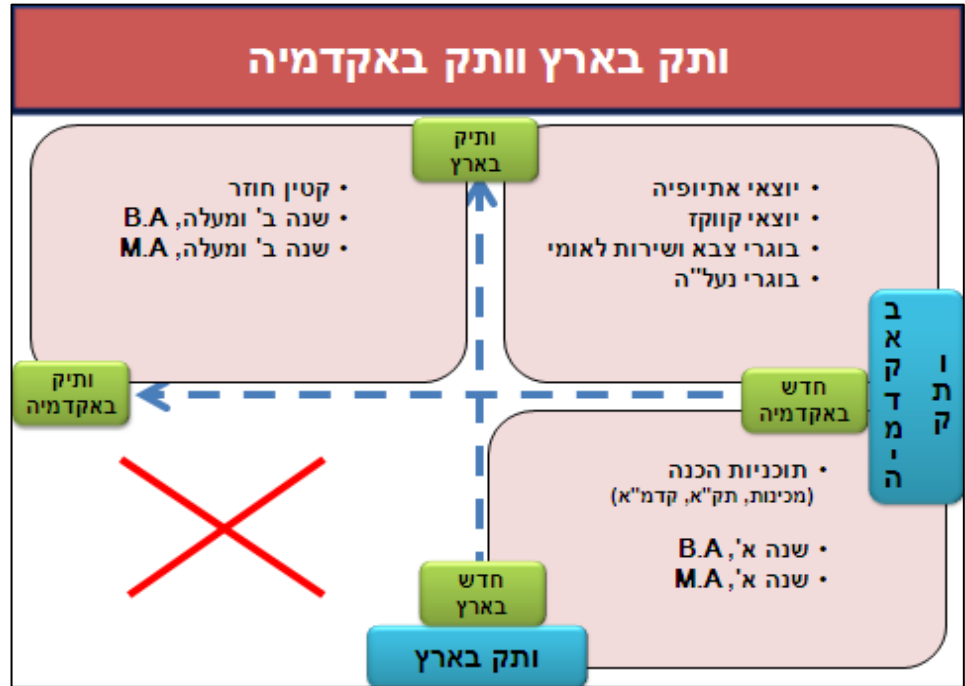 ותק בארץ וותק באקדמיה
ותיק
בארץ
• יוצאי אתיופיה
• יוצאי קווקז
• בוגרי צבא ושירות לאומי
• בוגרי נעל"ה
• קטין חוזר
• שנה ב' ומעלה, B.A
• שנה ב' ומעלה, M.A
ותק
באקדמיה
חדש
באקדמיה
ותיק
באקדמיה
• תוכניות הכנה
(מכינות, תק"א, קדמ"א)
• שנה א', B.A
• שנה א', M.A
חדש
בארץ
ותק בארץ